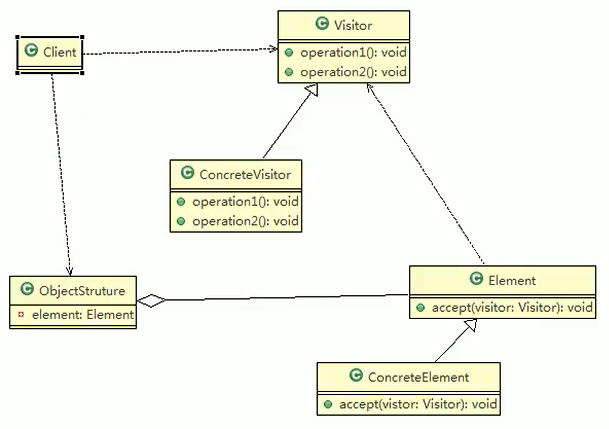 Visitor
operation1(): void
operation2(): void
Client
ConcreteVisitor
operation1(): void
operation2(): void
ObjectStruture
element: Element
Element
accept(visitor: Visitor): void
ConcreteElement
accept(vistor: Visitor): void